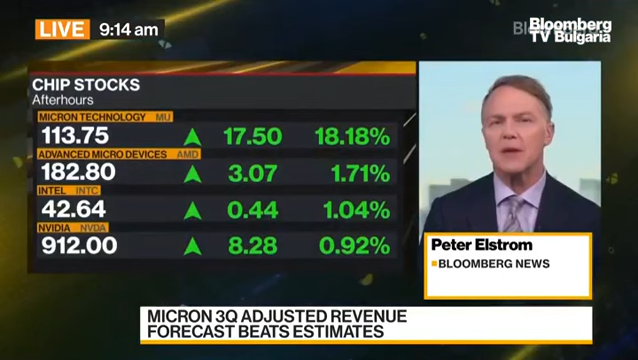 LIVE 9:14 am
Bloomberg
TV Bulgaria
CHIP STOCKS
Afterhours
MICRON TECHNOLOGY MU
113.75 17.50 18.18%
ADVANCED MICRO DEVICES AMD
182.80 3.07 1.71%
INTEL INTC
42.64 0.44 1.04%
NVIDIA NVDA
912.00 8.28 0.92%
Peter Elstrom
BLOOMBERG NEWS
MICRON 3Q ADJUSTED REVENUE
FORECAST BEATS ESTIMATES